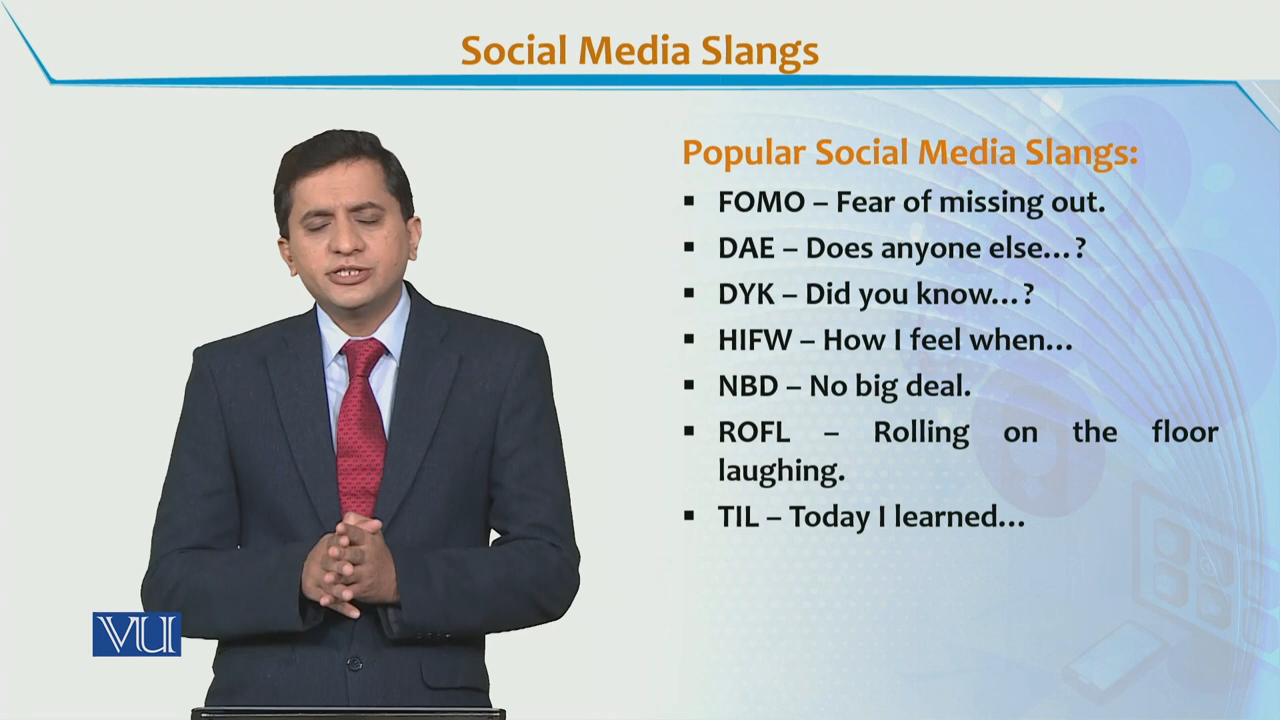 Social Media Slangs
Popular Social Media Slangs:
▪ FOMO – Fear of missing out.
▪ DAE – Does anyone else...?
▪ DYK – Did you know...?
▪ HIFW – How I feel when...
▪ NBD – No big deal.
▪ ROFL – Rolling on the floor
laughing.
▪ TIL – Today I learned...
VU